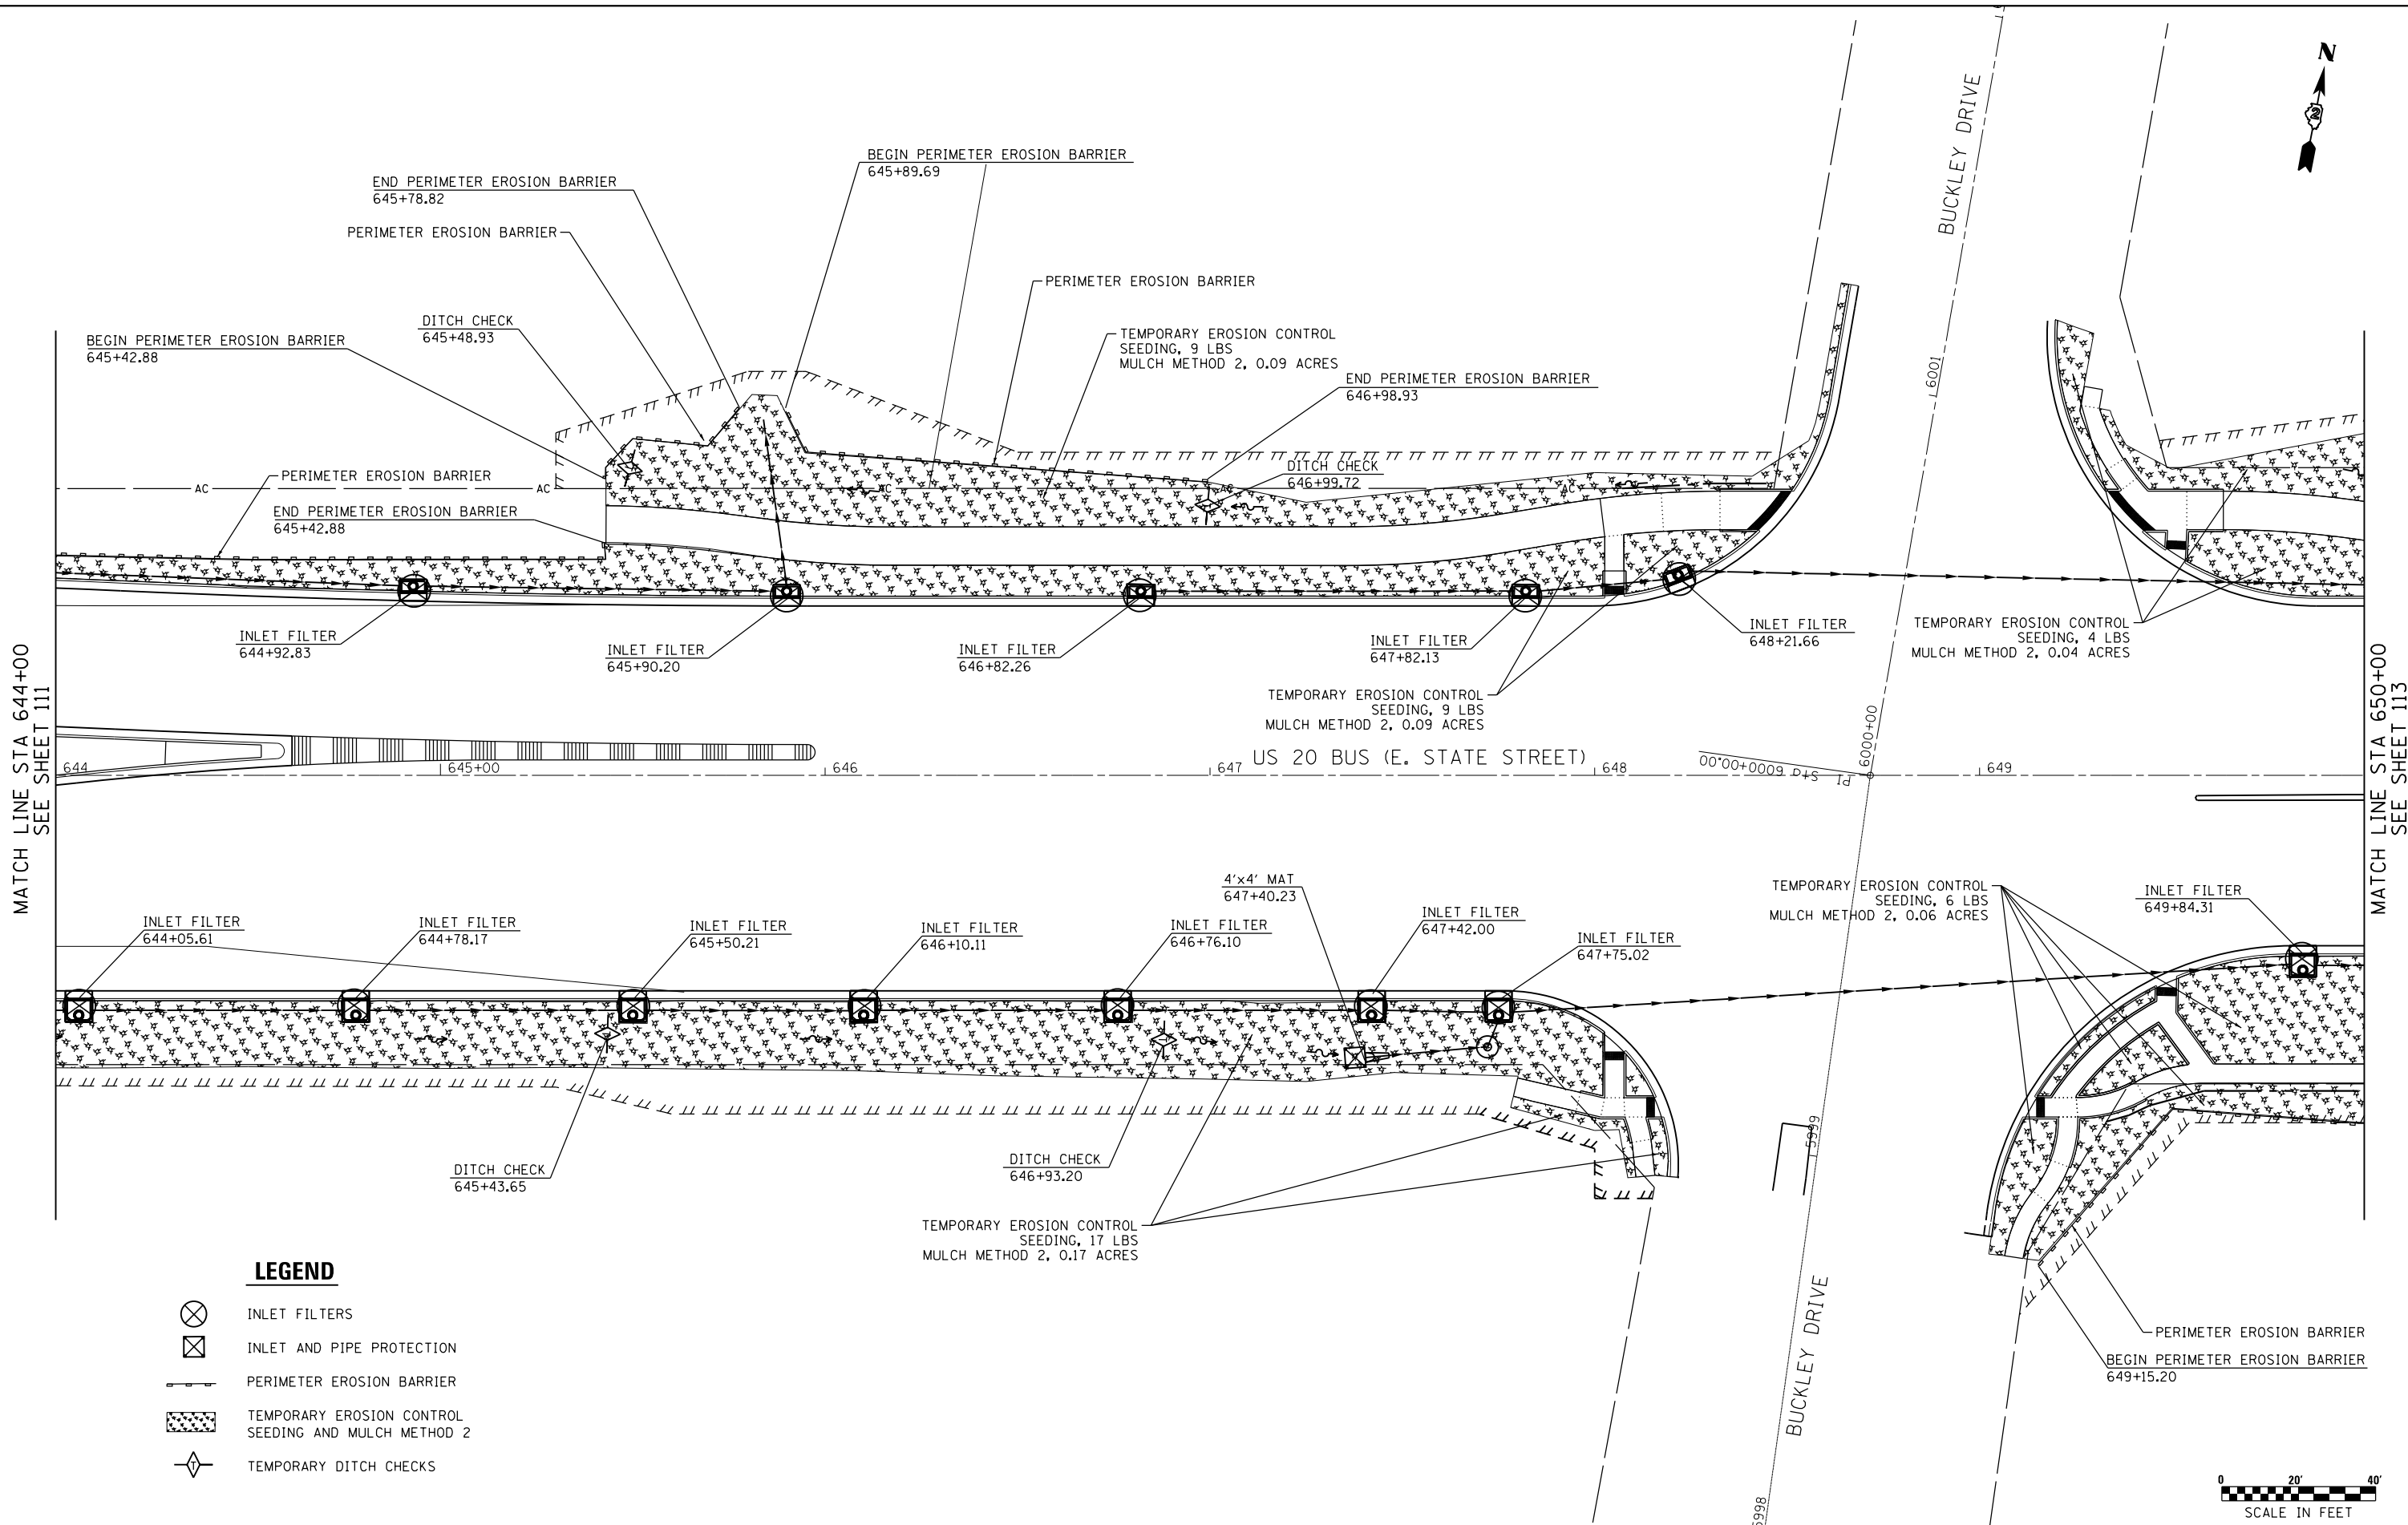 N
2
BUCKLEY DRIVE
BEGIN PERIMETER EROSION BARRIER
645+89.69
END PERIMETER EROSION BARRIER
645+78.82
PERIMETER EROSION BARRIER
PERIMETER EROSION BARRIER
DITCH CHECK
645+48.93
BEGIN PERIMETER EROSION BARRIER
645+42.88
TEMPORARY EROSION CONTROL
SEEDING, 9 LBS
MULCH METHOD 2, 0.09 ACRES
END PERIMETER EROSION BARRIER
646+98.93
6001
PERIMETER EROSION BARRIER
DITCH CHECK
646+99.72
AC
AC
AC
AC
AC
END PERIMETER EROSION BARRIER
645+42.88
INLET FILTER
644+92.83
INLET FILTER
645+90.20
INLET FILTER
646+82.26
INLET FILTER
647+82.13
INLET FILTER
648+21.66
TEMPORARY EROSION CONTROL
SEEDING, 4 LBS
MULCH METHOD 2, 0.04 ACRES
TEMPORARY EROSION CONTROL
SEEDING, 9 LBS
MULCH METHOD 2, 0.09 ACRES
MATCH LINE STA 644+00
SEE SHEET 111
MATCH LINE STA 650+00
SEE SHEET 113
644
645+00
646
647
US 20 BUS (E. STATE STREET)
648
PI Sta 6000+00.00
6000+00
649
4'x4' MAT
647+40.23
TEMPORARY EROSION CONTROL
SEEDING, 6 LBS
MULCH METHOD 2, 0.06 ACRES
INLET FILTER
649+84.31
INLET FILTER
644+05.61
INLET FILTER
644+78.17
INLET FILTER
645+50.21
INLET FILTER
646+10.11
INLET FILTER
646+76.10
INLET FILTER
647+42.00
INLET FILTER
647+75.02
5999
DITCH CHECK
645+43.65
DITCH CHECK
646+93.20
TEMPORARY EROSION CONTROL
SEEDING, 17 LBS
MULCH METHOD 2, 0.17 ACRES
BUCKLEY DRIVE
PERIMETER EROSION BARRIER
BEGIN PERIMETER EROSION BARRIER
649+15.20
LEGEND
INLET FILTERS
INLET AND PIPE PROTECTION
PERIMETER EROSION BARRIER
TEMPORARY EROSION CONTROL
SEEDING AND MULCH METHOD 2
T
TEMPORARY DITCH CHECKS
0 20' 40'
SCALE IN FEET